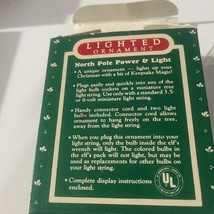 LIGHTED
ORNAMENT
North Pole Power & Light
• A unique ornament — lights up your
Christmas with a bit of Keepsake Magic!
• Plugs easily and quickly into any of the
light bulb sockets on a miniature tree
light string. Use only with a standard 3.5-
or 6-volt miniature light string.
• Handy connector cord and two light
bulbs included. Connector cord allows
ornament to be hung freely on the tree,
away from the light string.
• When you plug this ornament into your
light string, only the bulb inside the elf's
wrench will light. The colored bulbs in
the elf's pack will not light, but may be
used as replacements for other bulbs on
your light string.
• Complete display instructions
enclosed.
UL